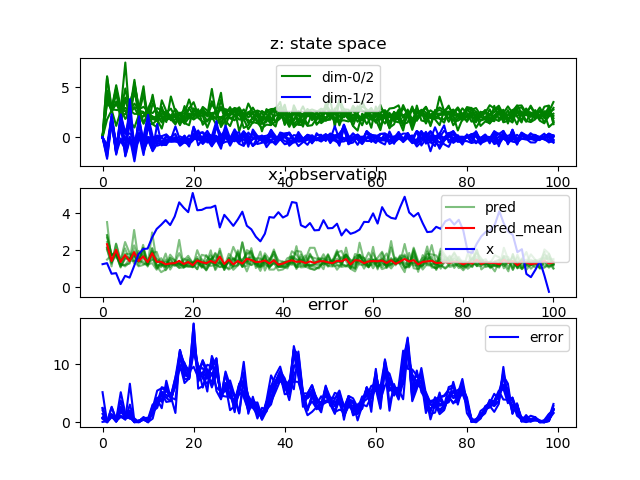 z: state space
5
0
dim-0/2
dim-1/2
0 20 40 60 80 100
x: observation
4
2
0
pred
pred_mean
x
0 20 40 60 80 100
error
10
0
error
0 20 40 60 80 100